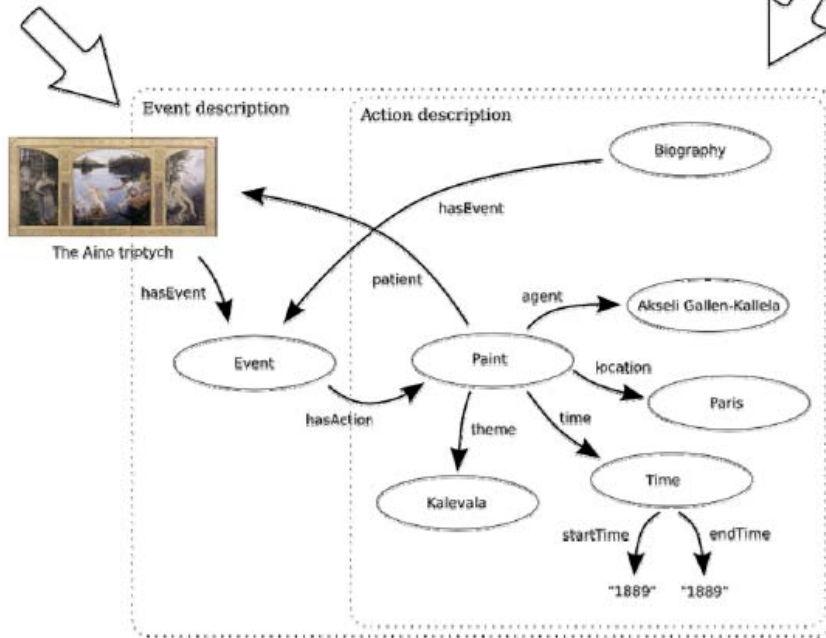 Event description
Action description
Biography
hasEvent
The Aino triptych
patient
hasEvent
agent
Akseli Gallen-Kallela
Event
Paint
location
Paris
hasAction
theme
time
Kalevala
Time
startTime
endTime
"1889"
"1889"